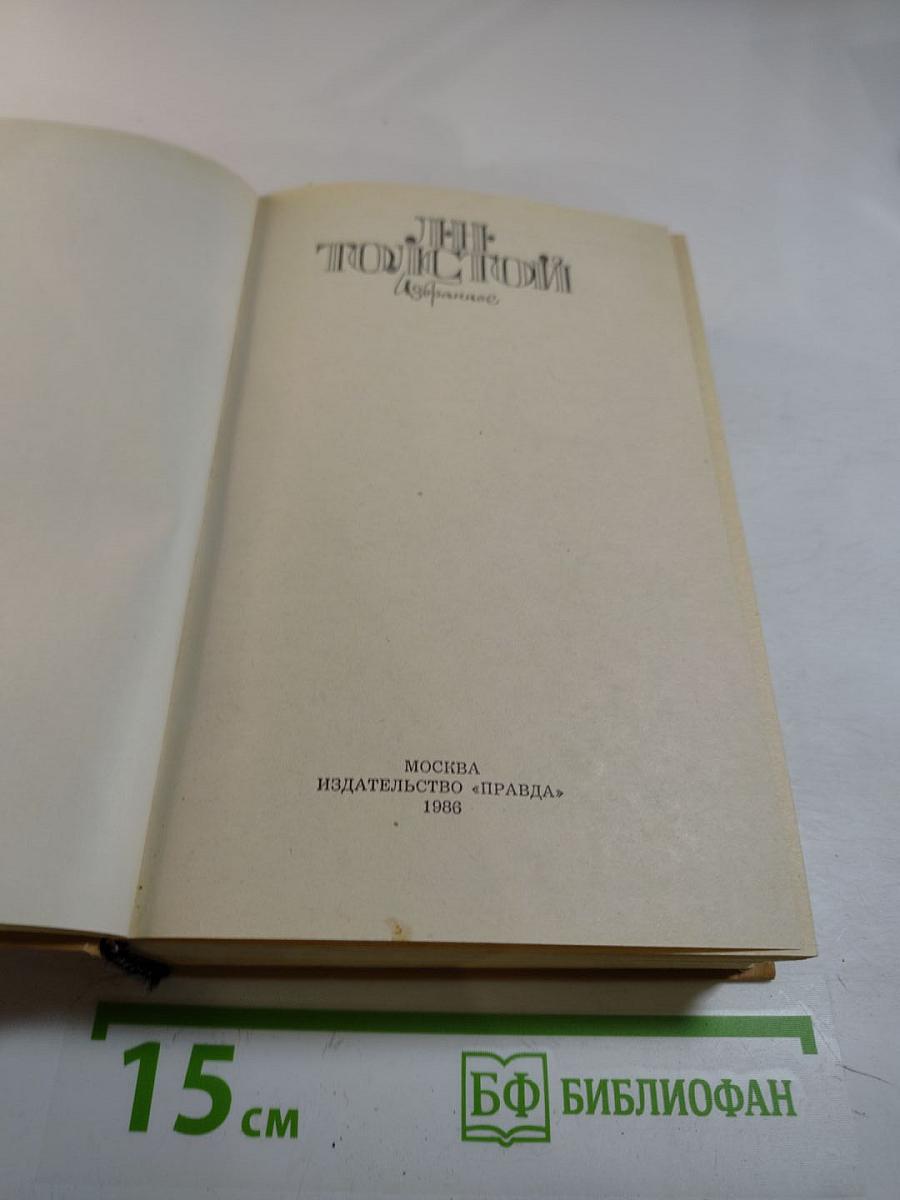 Л·Н·
ТОЛСТОЙ
Избранное
МОСКВА
ИЗДАТЕЛЬСТВО «ПРАВДА»
1986
15 см
БФ БИБЛИОФАН